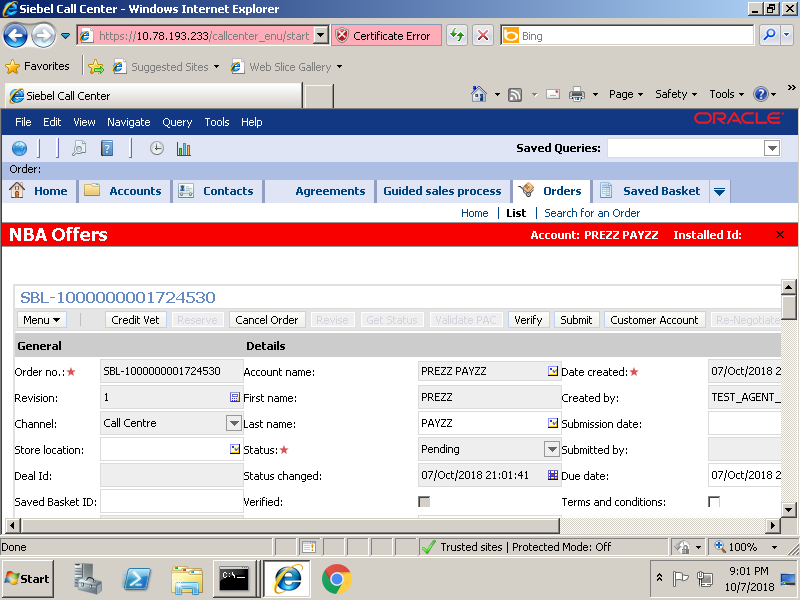 Siebel Call Center - Windows Internet Explorer
https://10.78.193.233/callcenter_enu/start
Certificate Error
Bing
Favorites
Suggested Sites
Web Slice Gallery
Siebel Call Center
Page
Safety
Tools
»
File Edit View Navigate Query Tools Help
ORACLE
Saved Queries:
Order:
Home Accounts Contacts Agreements Guided sales process Orders Saved Basket
Home | List | Search for an Order
NBA Offers Account: PREZZ PAYZZ Installed Id:
SBL-1000000001724530
Menu Credit Vet Reserve Cancel Order Revise Get Status Validate PAC Verify Submit Customer Account Re-Negotiate
General Details
Order no.:★ SBL-1000000001724530 Account name: PREZZ PAYZZ Date created:★ 07/Oct/2018 2
Revision: 1 First name: PREZZ Created by: TEST_AGENT_
Channel: Call Centre Last name: PAYZZ Submission date:
Store location: Status:★ Pending Submitted by:
Deal Id: Status changed: 07/Oct/2018 21:01:41 Due date: 07/Oct/2018 2
Saved Basket ID: Verified: Terms and conditions:
Done Trusted sites | Protected Mode: Off 100%
Start C:\. 9:01 PM
10/7/2018